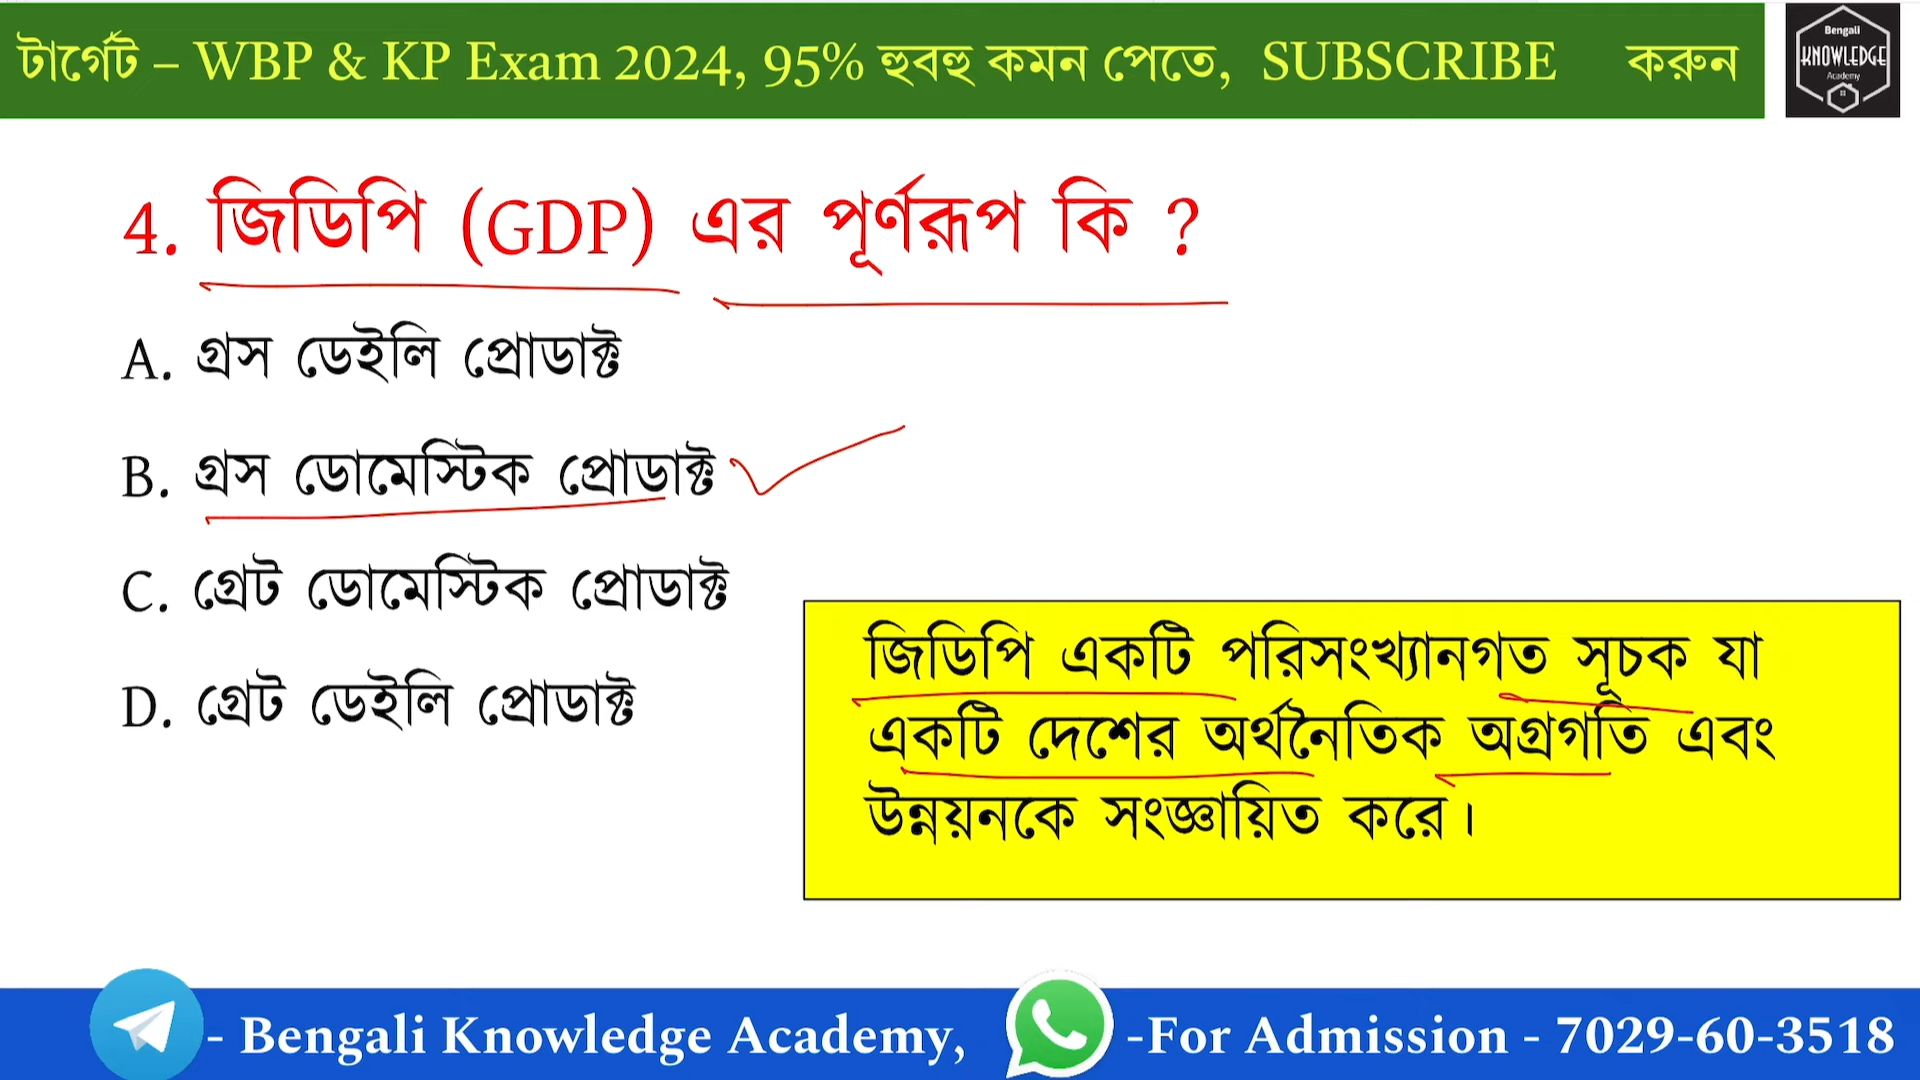 টার্গেট – WBP & KP Exam 2024, 95% হুবহু কমন পেতে, SUBSCRIBE করুন
Bengali
KNOWLEDGE
Academy
4. জিডিপি (GDP) এর পূর্ণরূপ কি ?
A. গ্রস ডেইলি প্রোডাক্ট
B. গ্রস ডোমেস্টিক প্রোডাক্ট
C. গ্রেট ডোমেস্টিক প্রোডাক্ট
D. গ্রেট ডেইলি প্রোডাক্ট
জিডিপি একটি পরিসংখ্যানগত সূচক যা
একটি দেশের অর্থনৈতিক অগ্রগতি এবং
উন্নয়নকে সংজ্ঞায়িত করে।
- Bengali Knowledge Academy, -For Admission - 7029-60-3518